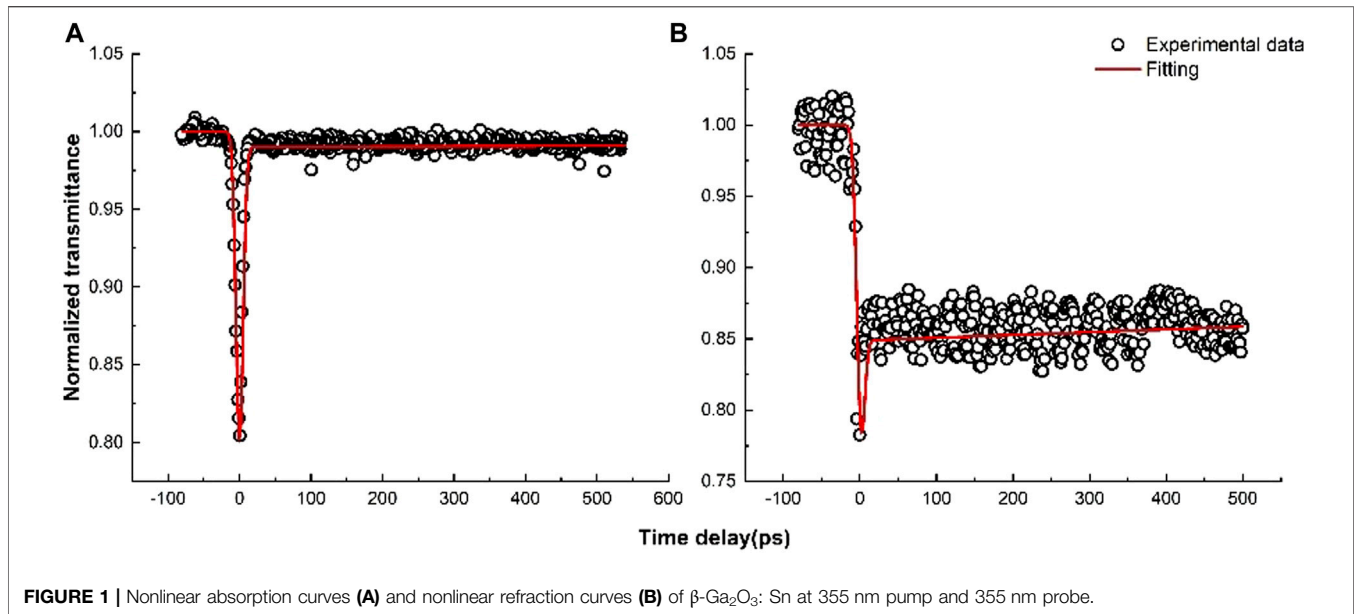 A
B
1.05
1.00
0.95
0.90
0.85
0.80
-100 0 100 200 300 400 500 600
Normalized transmittance
1.05
1.00
0.95
0.90
0.85
0.80
0.75
-100 0 100 200 300 400 500
Experimental data
Fitting
Time delay(ps)
FIGURE 1 | Nonlinear absorption curves (A) and nonlinear refraction curves (B) of β-Ga₂O₃: Sn at 355 nm pump and 355 nm probe.